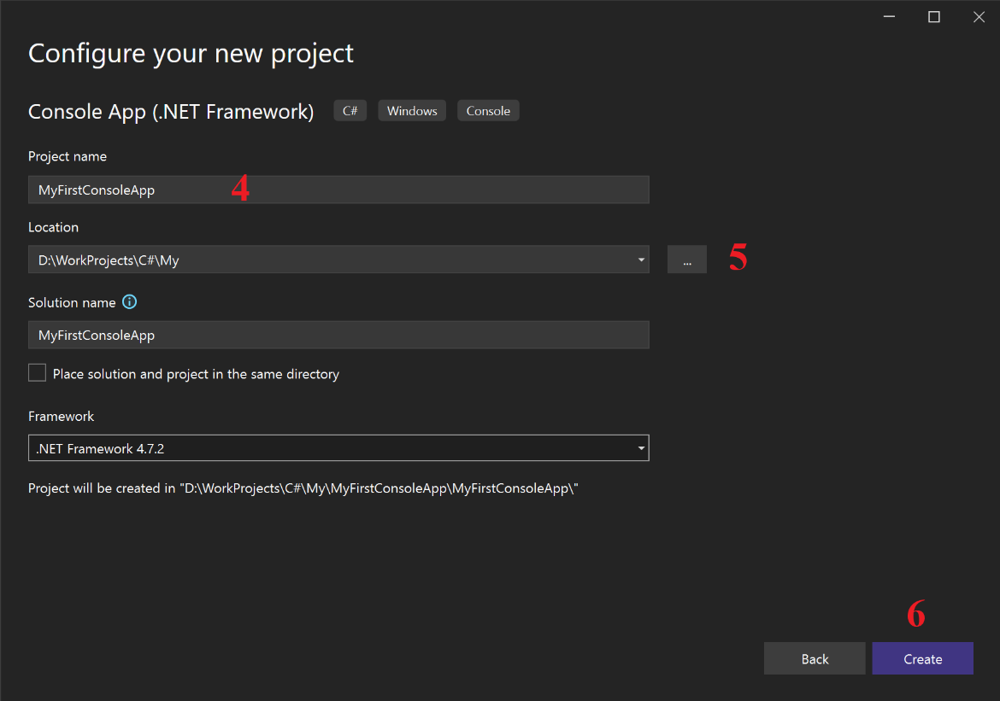 Configure your new project
Console App (.NET Framework) C# Windows Console
Project name
MyFirstConsoleApp 4
Location
D:\WorkProjects\C#\My ... 5
Solution name
MyFirstConsoleApp
Place solution and project in the same directory
Framework
.NET Framework 4.7.2
Project will be created in "D:\WorkProjects\C#\My\MyFirstConsoleApp\MyFirstConsoleApp\"
6
Back Create